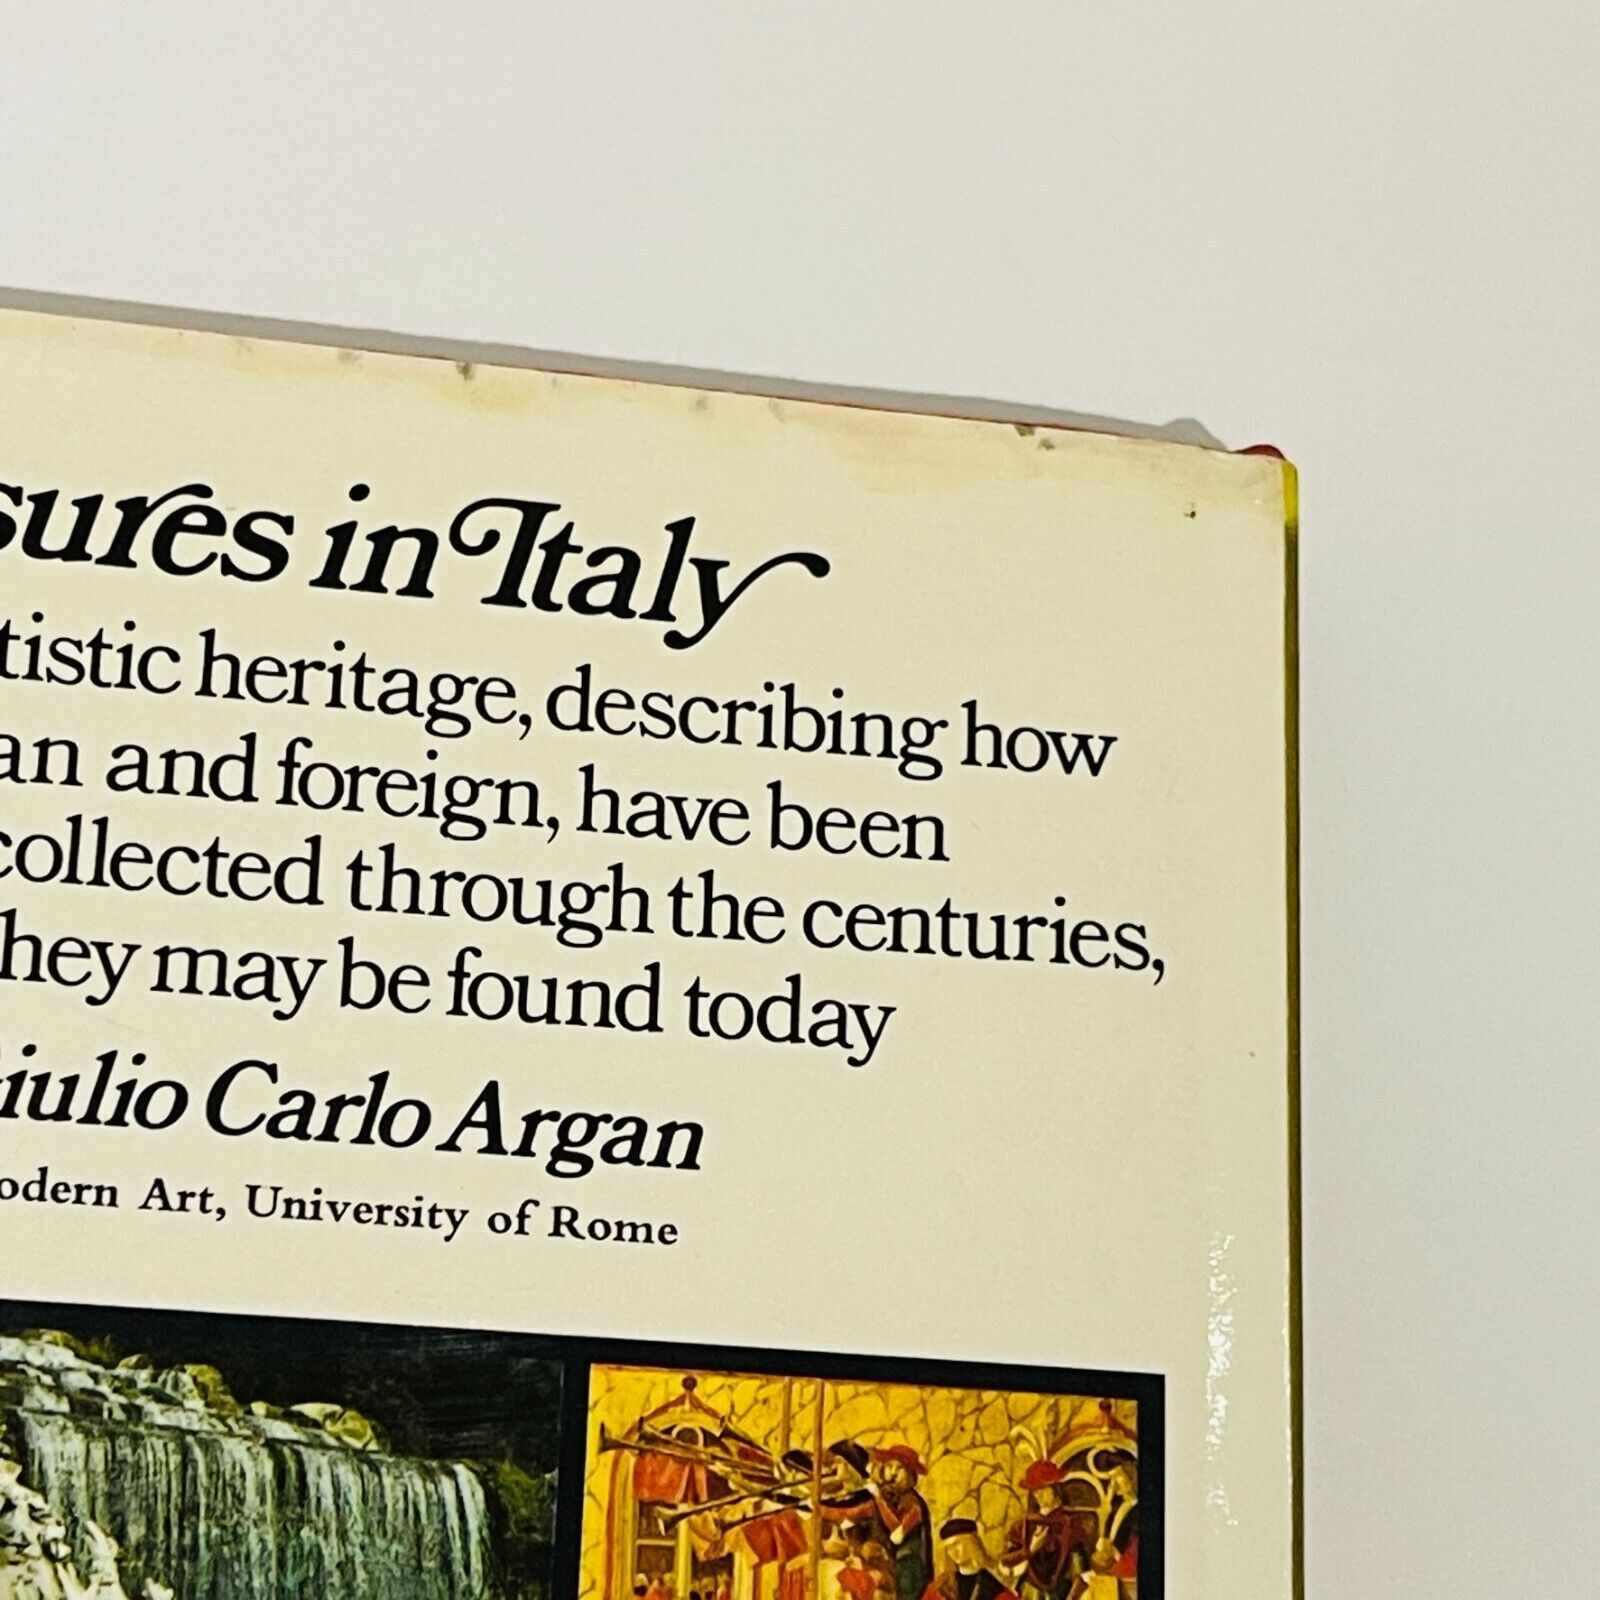 sures in Italy
tistic heritage, describing how
an and foreign, have been
collected through the centuries,
hey may be found today
iulio Carlo Argan
odern Art, University of Rome